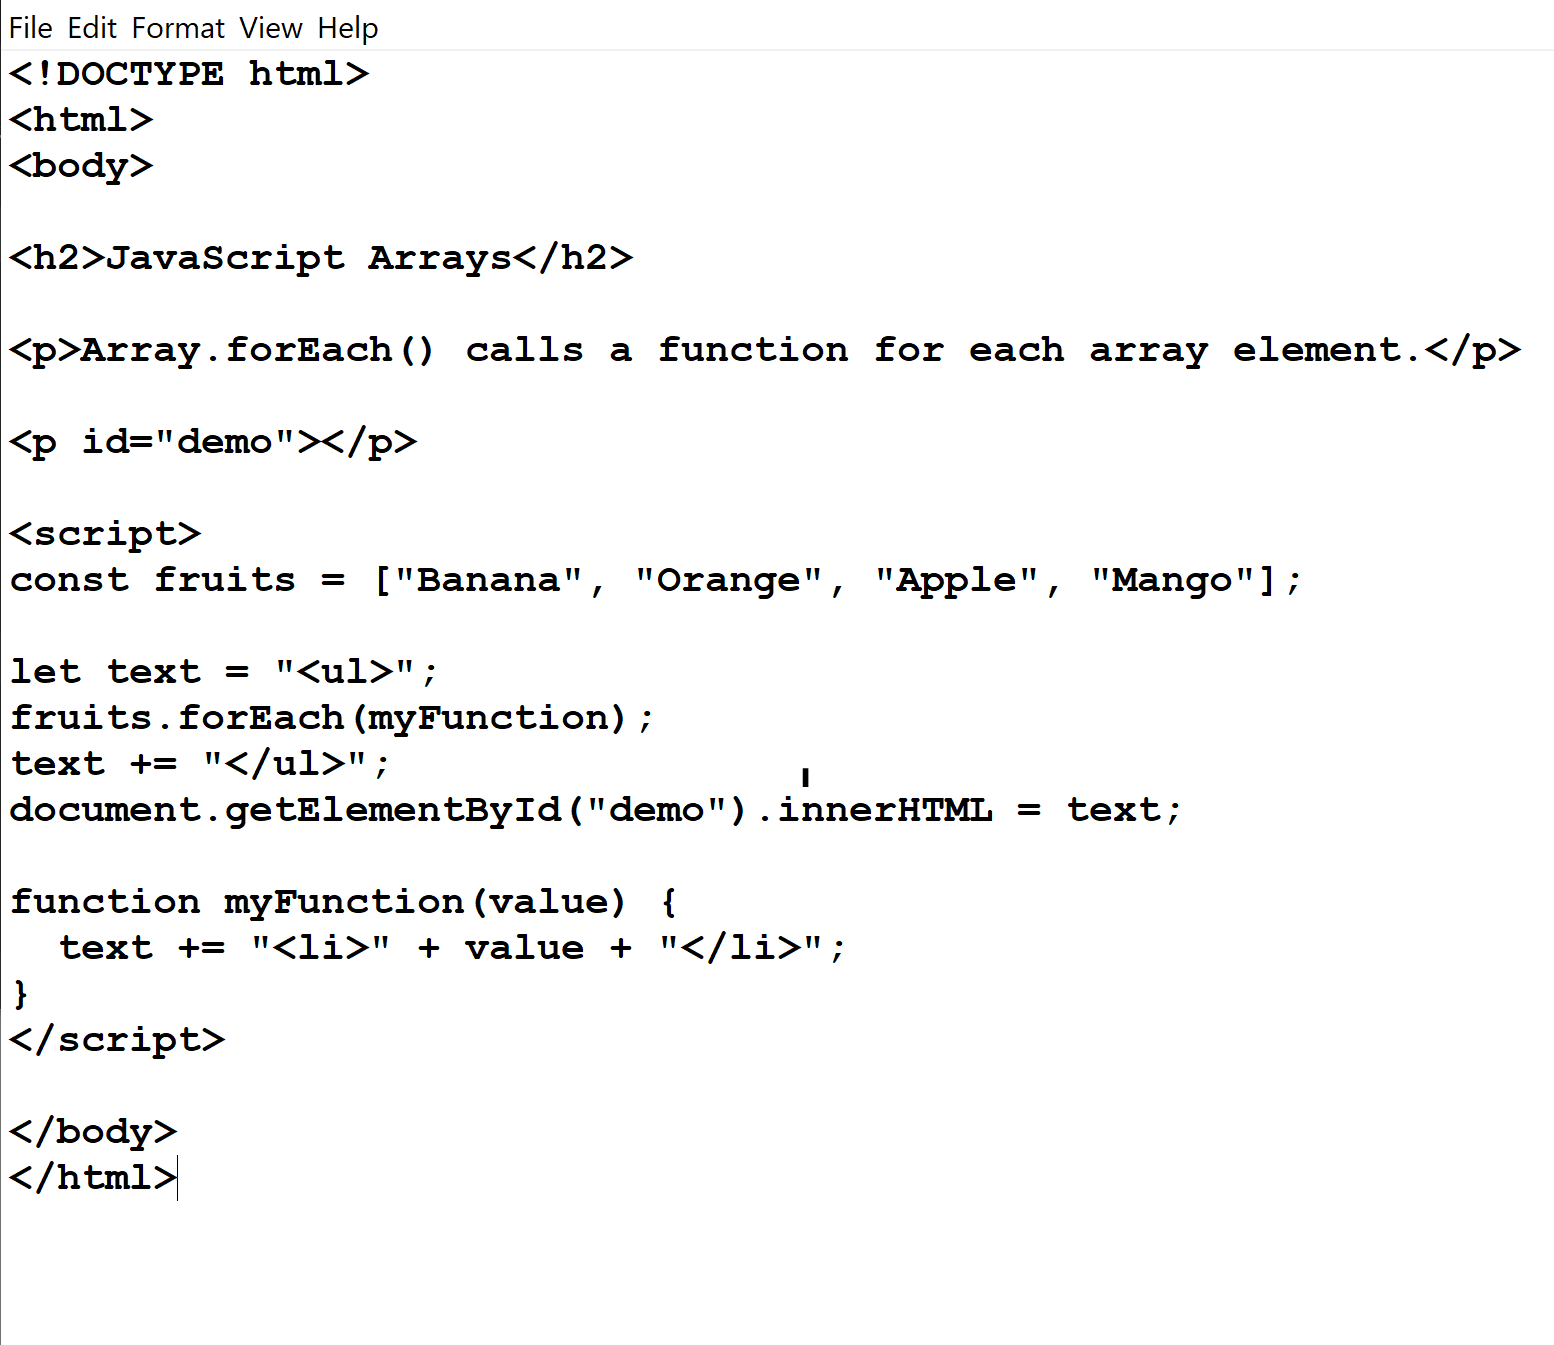 File Edit Format View Help
<!DOCTYPE html>
<html>
<body>
<h2>JavaScript Arrays</h2>
<p>Array.forEach() calls a function for each array element.</p>
<p id="demo"></p>
<script>
const fruits = ["Banana", "Orange", "Apple", "Mango"];
let text = "<ul>";
fruits.forEach(myFunction);
text += "</ul>";
document.getElementById("demo").innerHTML = text;
function myFunction(value) {
  text += "<li>" + value + "</li>";
}
</script>
</body>
</html>